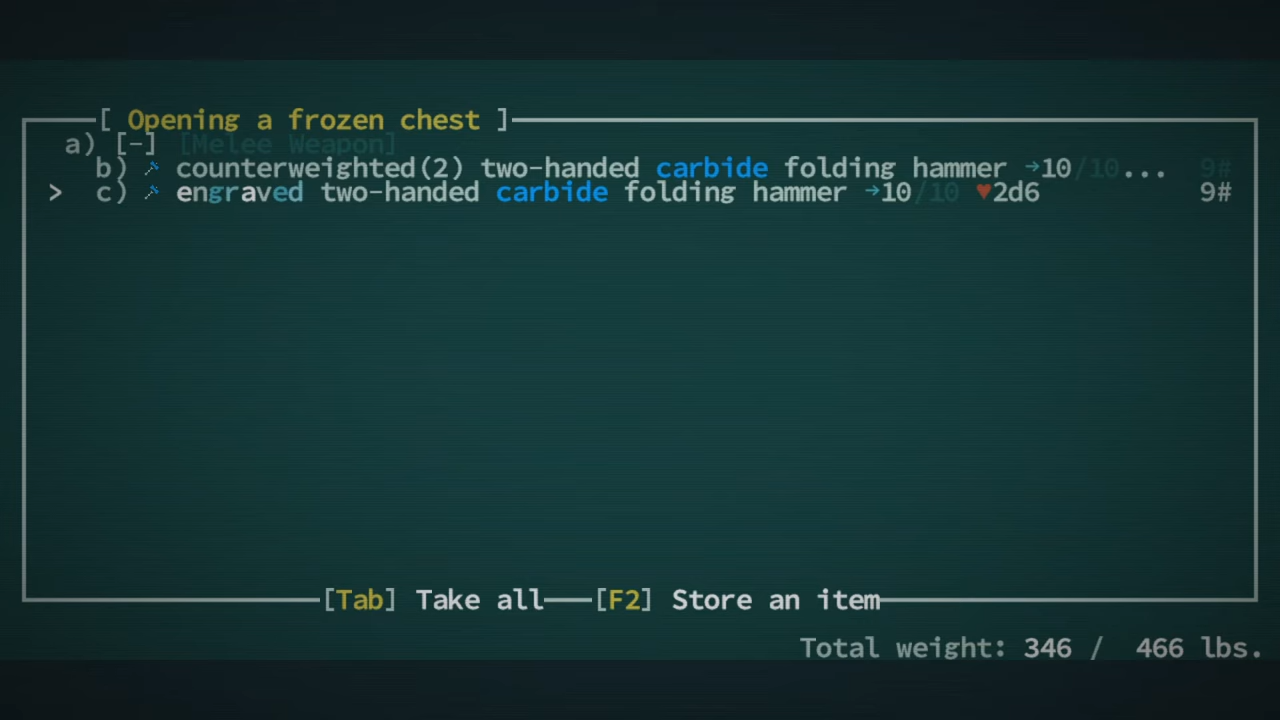 [ Opening a frozen chest ]
a) [-] [Melee Weapon]
b) counterweighted(2) two-handed carbide folding hammer →10/10... 9#
> c) engraved two-handed carbide folding hammer →10/10 ♥2d6 9#
[Tab] Take all [F2] Store an item
Total weight: 346 / 466 lbs.